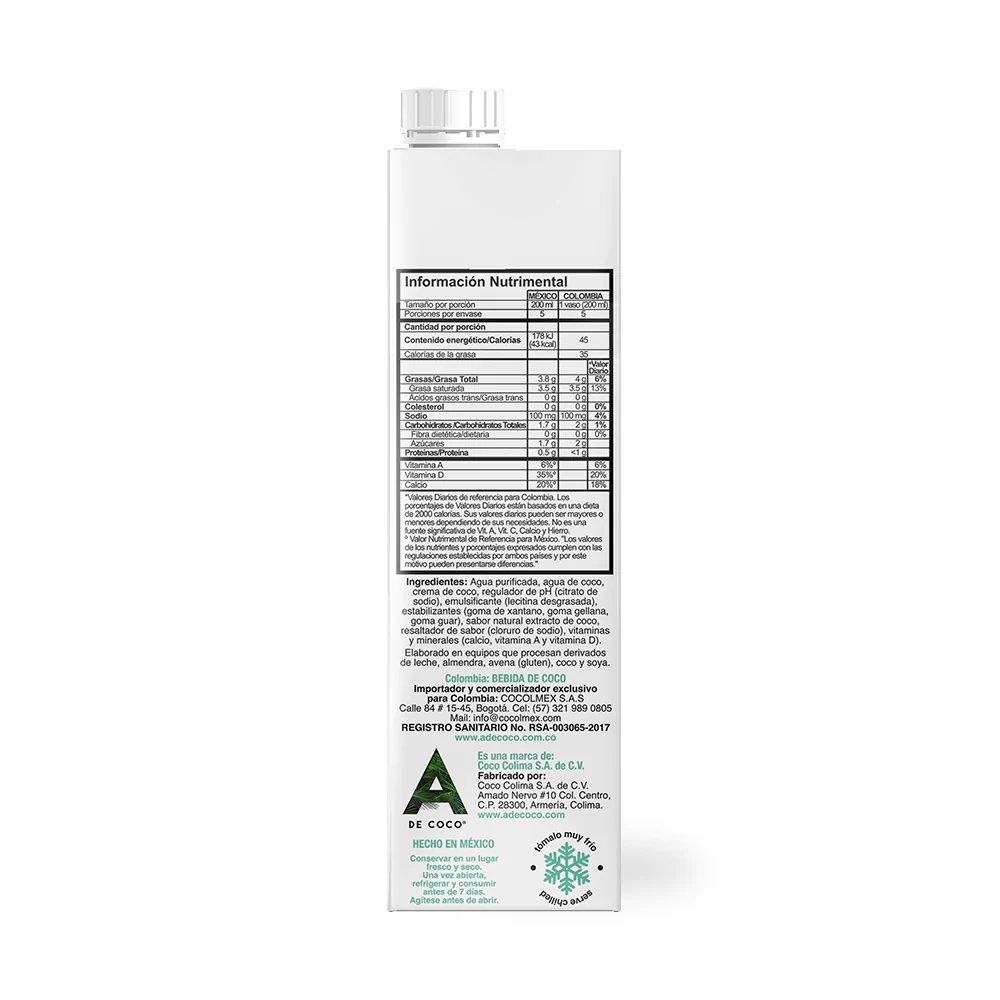 Información Nutrimental
MÉXICO COLOMBIA
Tamaño por porción 200 ml 1 vaso (200 ml)
Porciones por envase 5 5
Cantidad por porción
Contenido energético/Calorías 178 kJ (43 kcal) 45
Calorías de la grasa 35
*Valor Diario
Grasas/Grasa Total 3.8 g 4 g 6%
Grasa saturada 3.5 g 3.5 g 13%
Ácidos grasos trans/Grasa trans 0 g 0 g
Colesterol 0 g 0 g 0%
Sodio 100 mg 100 mg 4%
Carbohidratos /Carbohidratos Totales 1.7 g 2 g 1%
Fibra dietética/dietaria 0 g 0 g 0%
Azúcares 1.7 g 2 g
Proteínas/Proteína 0.5 g <1 g
Vitamina A 6%º 6%
Vitamina D 35%º 20%
Calcio 20%º 18%
*Valores Diarios de referencia para Colombia. Los
porcentajes de Valores Diarios están basados en una dieta
de 2000 calorías. Sus valores diarios pueden ser mayores o
menores dependiendo de sus necesidades. No es una
fuente significativa de Vit. A, Vit. C, Calcio y Hierro.
º Valor Nutrimental de Referencia para México. "Los valores
de los nutrientes y porcentajes expresados cumplen con las
regulaciones establecidas por ambos países y por este
motivo pueden presentarse diferencias."
Ingredientes: Agua purificada, agua de coco,
crema de coco, regulador de pH (citrato de
sodio), emulsificante (lecitina desgrasada),
estabilizantes (goma de xantano, goma gellana,
goma guar), sabor natural extracto de coco,
resaltador de sabor (cloruro de sodio), vitaminas
y minerales (calcio, vitamina A y vitamina D).
Elaborado en equipos que procesan derivados
de leche, almendra, avena (gluten), coco y soya.
Colombia: BEBIDA DE COCO
Importador y comercializador exclusivo
para Colombia: COCOLMEX S.A.S
Calle 84 # 15-45, Bogotá. Cel: (57) 321 989 0805
Mail: info@cocolmex.com
REGISTRO SANITARIO No. RSA-003065-2017
www.adecoco.com.co
A
DE COCO®
Es una marca de:
Coco Colima S.A. de C.V.
Fabricado por:
Coco Colima S.A. de C.V.
Amado Nervo #10 Col. Centro,
C.P. 28300, Armería, Colima.
www.adecoco.com
HECHO EN MÉXICO
Conservar en un lugar
fresco y seco.
Una vez abierta,
refrigerar y consumir
antes de 7 días.
Agítese antes de abrir.
tómalo muy frío
serve chilled